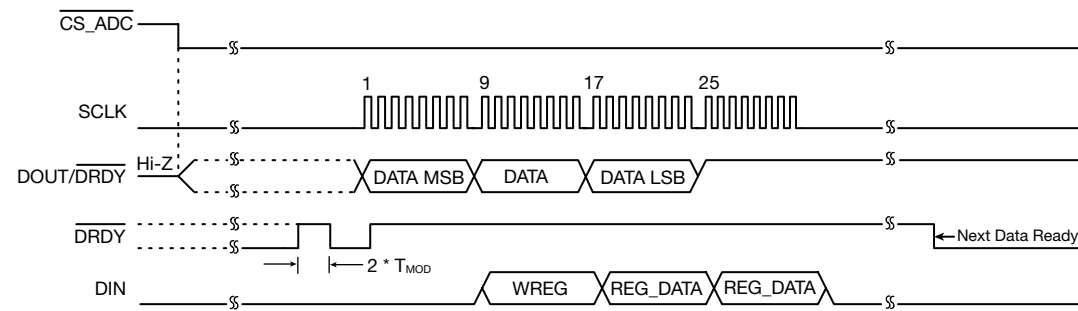 CS_ADC
1 9 17 25
SCLK
DOUT/DRDY Hi-Z DATA MSB DATA DATA LSB
DRDY Next Data Ready
2 * TMOD
DIN WREG REG_DATA REG_DATA